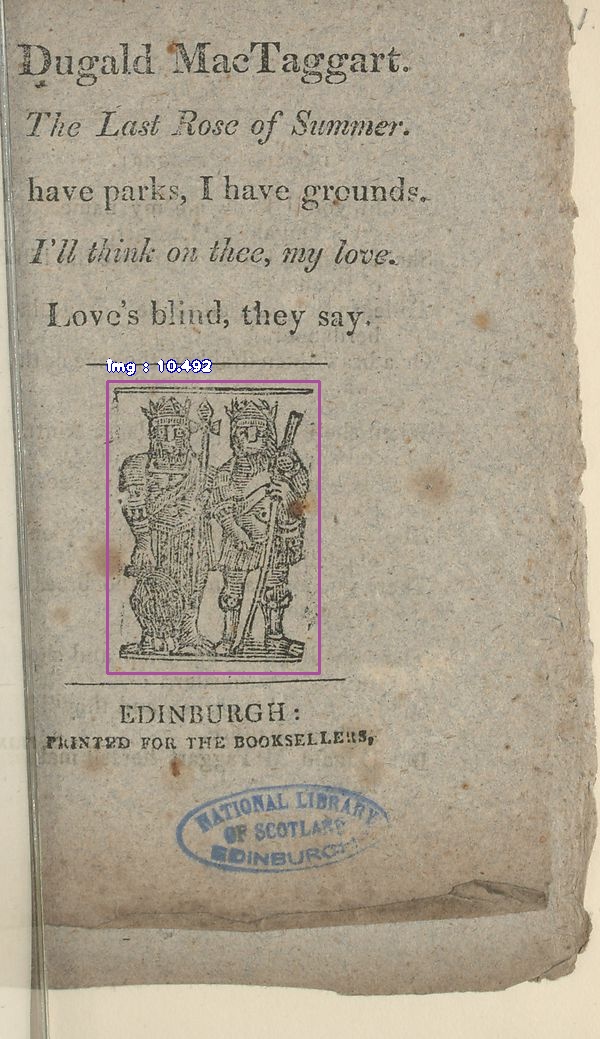 Dugald MacTaggart.
The Last Rose of Summer.
have parks, I have grounds.
I'll think on thee, my love.
Love's blind, they say.
img : 10.492
EDINBURGH:
PRINTED FOR THE BOOKSELLERS,
NATIONAL LIBRARY
OF SCOTLAND
EDINBURGH